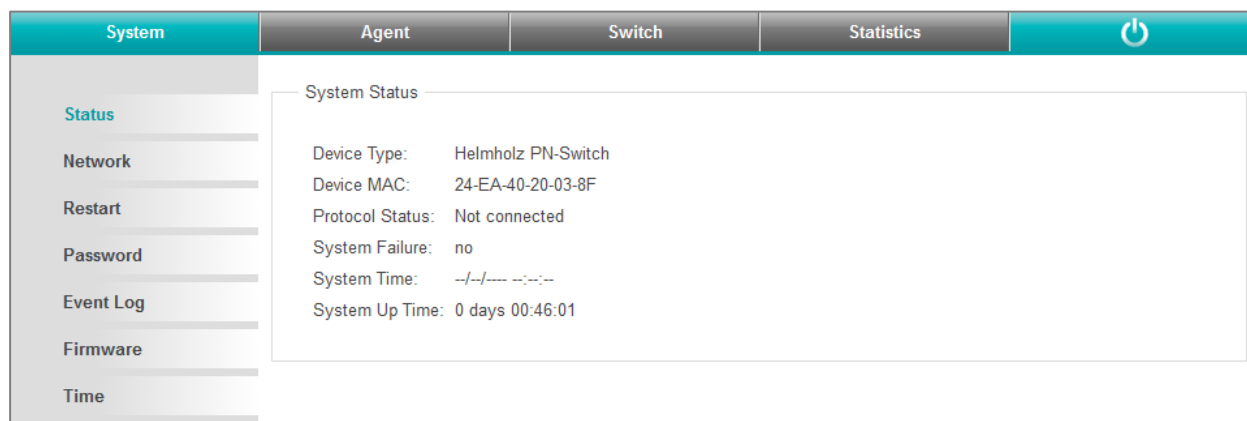 System Agent Switch Statistics
System Status
Status
Network
Restart
Password
Event Log
Firmware
Time
Device Type: Helmholz PN-Switch
Device MAC: 24-EA-40-20-03-8F
Protocol Status: Not connected
System Failure: no
System Time: --/--/---- --:--:--
System Up Time: 0 days 00:46:01